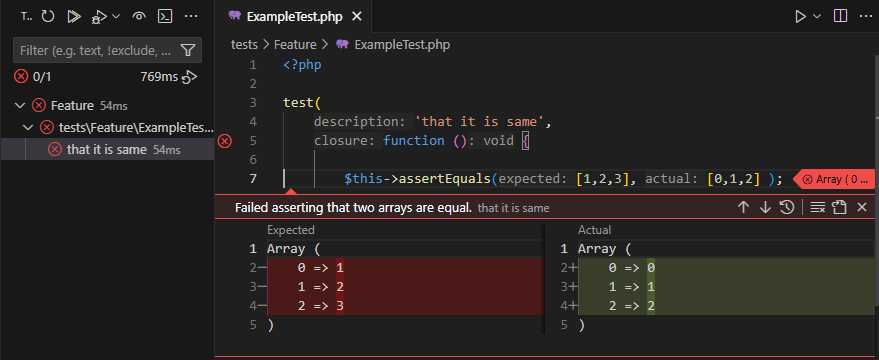 T..
Filter (e.g. text, !exclude, ...
0/1
769ms
Feature 54ms
tests\Feature\ExampleTes...
that it is same 54ms
ExampleTest.php
tests > Feature > ExampleTest.php
1 <?php
2
3 test(
4 description: 'that it is same',
5 closure: function (): void {
6
7 $this->assertEquals(expected: [1,2,3], actual: [0,1,2] );
Array ( 0 ...
Failed asserting that two arrays are equal. that it is same
Expected
1 Array (
2− 0 => 1
3− 1 => 2
4− 2 => 3
5 )
Actual
1 Array (
2+ 0 => 0
3+ 1 => 1
4+ 2 => 2
5 )